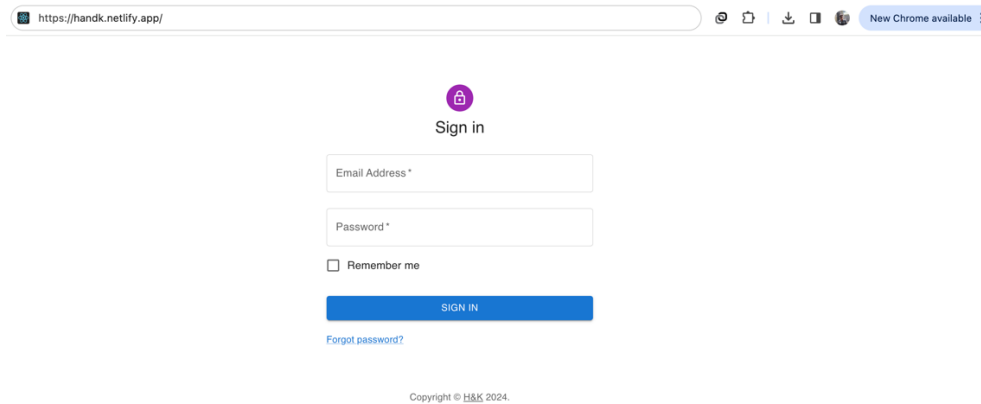 https://handk.netlify.app/
New Chrome available
Sign in
Email Address *
Password *
Remember me
SIGN IN
Forgot password?
Copyright © H&K 2024.